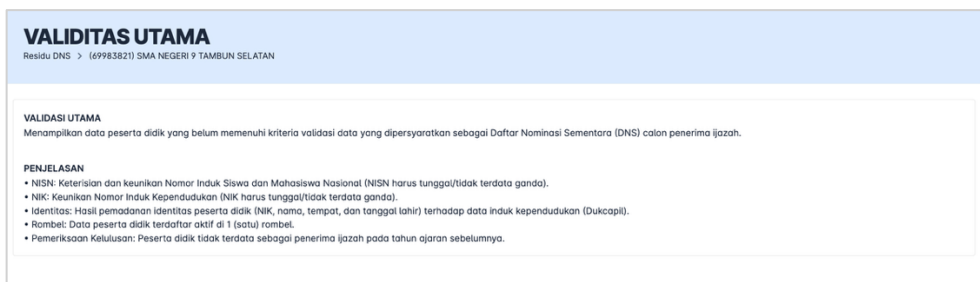 VALIDITAS UTAMA
Residu DNS > (69983821) SMA NEGERI 9 TAMBUN SELATAN
VALIDASI UTAMA
Menampilkan data peserta didik yang belum memenuhi kriteria validasi data yang dipersyaratkan sebagai Daftar Nominasi Sementara (DNS) calon penerima ijazah.
PENJELASAN
• NISN: Keterisian dan keunikan Nomor Induk Siswa dan Mahasiswa Nasional (NISN harus tunggal/tidak terdata ganda).
• NIK: Keunikan Nomor Induk Kependudukan (NIK harus tunggal/tidak terdata ganda).
• Identitas: Hasil pemadanan identitas peserta didik (NIK, nama, tempat, dan tanggal lahir) terhadap data induk kependudukan (Dukcapil).
• Rombel: Data peserta didik terdaftar aktif di 1 (satu) rombel.
• Pemeriksaan Kelulusan: Peserta didik tidak terdata sebagai penerima ijazah pada tahun ajaran sebelumnya.